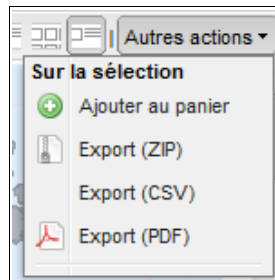 Autres actions
Sur la sélection
Ajouter au panier
Export (ZIP)
Export (CSV)
Export (PDF)